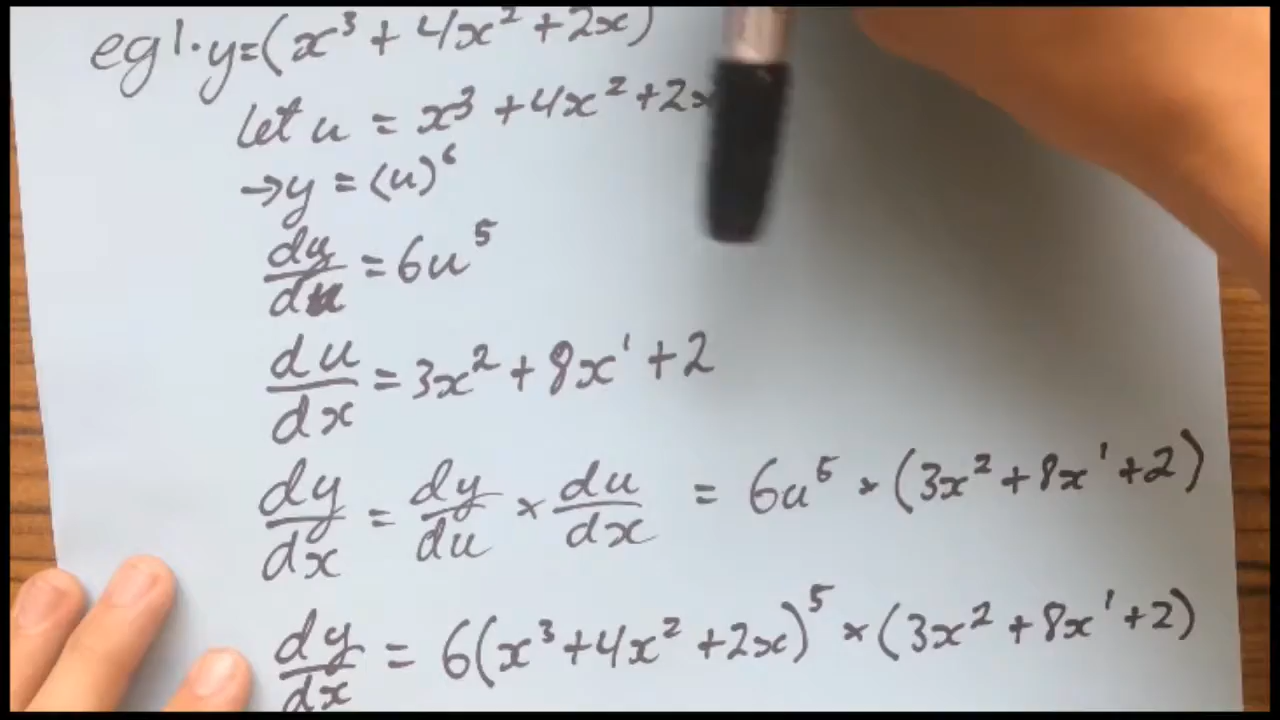 eg1. y=(x³ + 4x² + 2x)
Let u = x³ + 4x² + 2x
→y = (u)⁶
dy/du = 6u⁵
du/dx = 3x² + 8x¹ + 2
dy/dx = dy/du × du/dx = 6u⁵ × (3x² + 8x¹ + 2)
dy/dx = 6(x³ + 4x² + 2x)⁵ × (3x² + 8x¹ + 2)